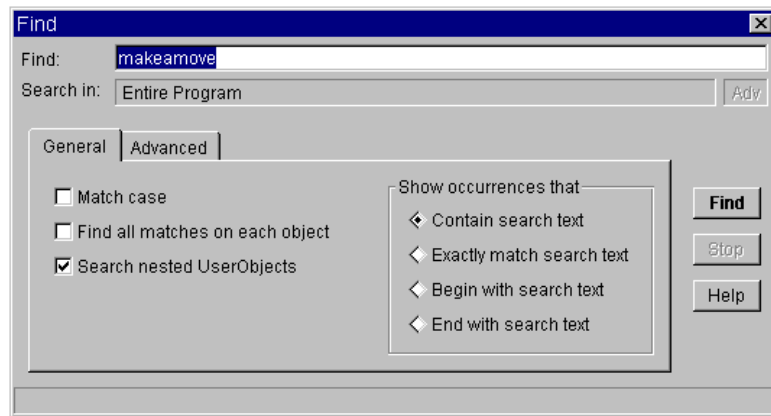 Find
Find: makeamove
Search in: Entire Program Adv
General Advanced
Match case
Find all matches on each object
Search nested UserObjects
Show occurrences that
Contain search text
Exactly match search text
Begin with search text
End with search text
Find
Stop
Help